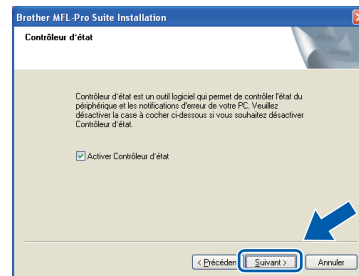 Brother MFL-Pro Suite Installation
Contrôleur d'état
Contrôleur d'état est un outil logiciel qui permet de contrôler l'état du
périphérique et les notifications d'erreur de votre PC. Veuillez
désactiver la case à cocher ci-dessous si vous souhaitez désactiver
Contrôleur d'état.
Activer Contrôleur d'état
< Précéden
Suivant >
Annuler